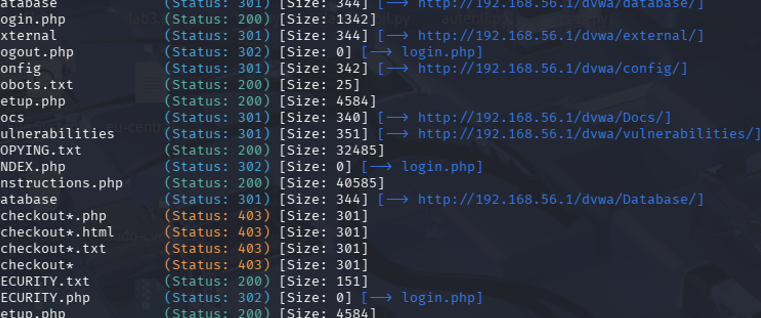 atabase (Status: 301) [Size: 344] [--> http://192.168.56.1/dvwa/database/]
ogin.php (Status: 200) [Size: 1342]
xternal (Status: 301) [Size: 344] [--> http://192.168.56.1/dvwa/external/]
ogout.php (Status: 302) [Size: 0] [--> login.php]
onfig (Status: 301) [Size: 342] [--> http://192.168.56.1/dvwa/config/]
obots.txt (Status: 200) [Size: 25]
etup.php (Status: 200) [Size: 4584]
ocs (Status: 301) [Size: 340] [--> http://192.168.56.1/dvwa/Docs/]
ulnerabilities (Status: 301) [Size: 351] [--> http://192.168.56.1/dvwa/vulnerabilities/]
OPYING.txt (Status: 200) [Size: 32485]
NDEX.php (Status: 302) [Size: 0] [--> login.php]
nstructions.php (Status: 200) [Size: 40585]
atabase (Status: 301) [Size: 344] [--> http://192.168.56.1/dvwa/Database/]
checkout*.php (Status: 403) [Size: 301]
checkout*.html (Status: 403) [Size: 301]
checkout*.txt (Status: 403) [Size: 301]
checkout* (Status: 403) [Size: 301]
ECURITY.txt (Status: 200) [Size: 151]
ECURITY.php (Status: 302) [Size: 0] [--> login.php]
etup.php (Status: 200) [Size: 4584]